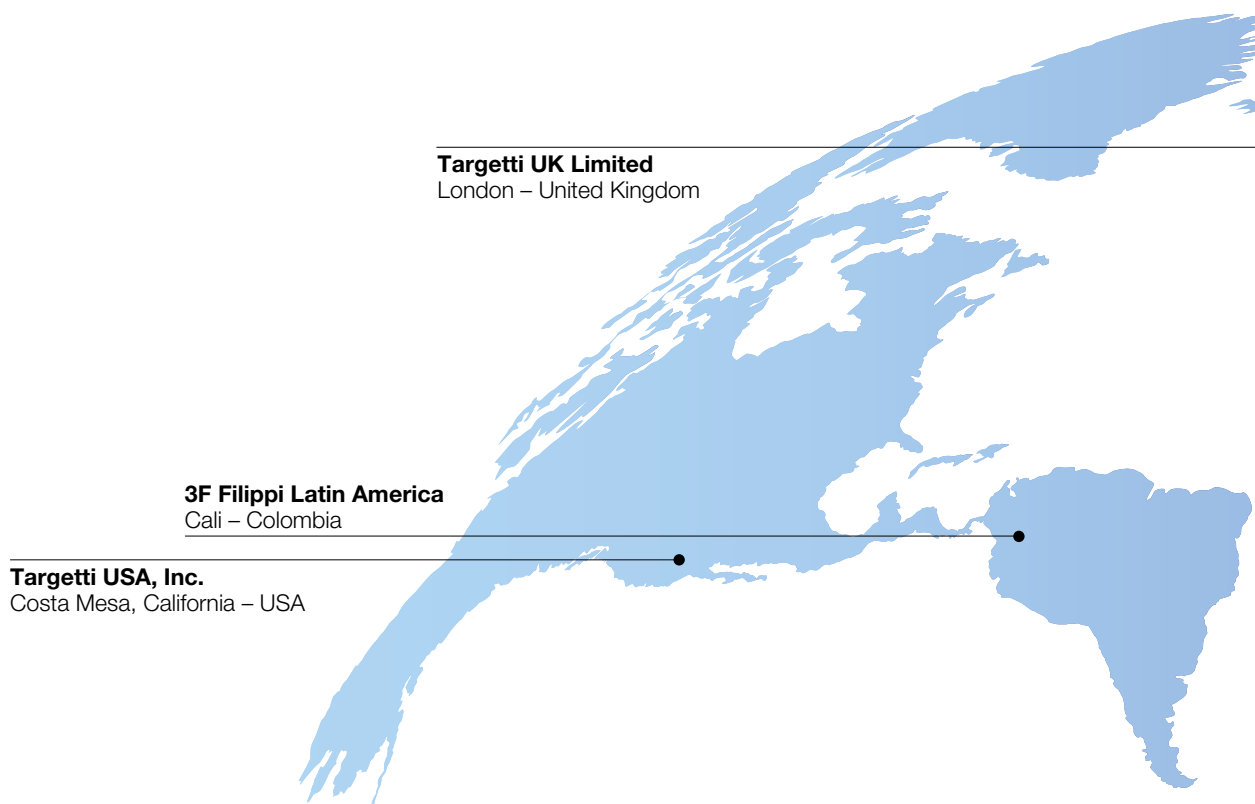 Targetti UK Limited
London – United Kingdom
3F Filippi Latin America
Cali – Colombia
Targetti USA, Inc.
Costa Mesa, California – USA